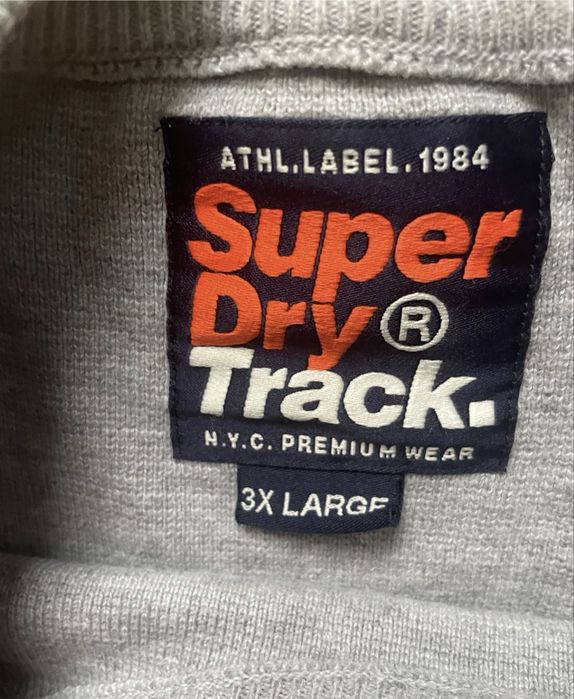 ATHL.LABEL.1984
Super
Dry®
Track.
N.Y.C. PREMIUM WEAR
3X LARGE